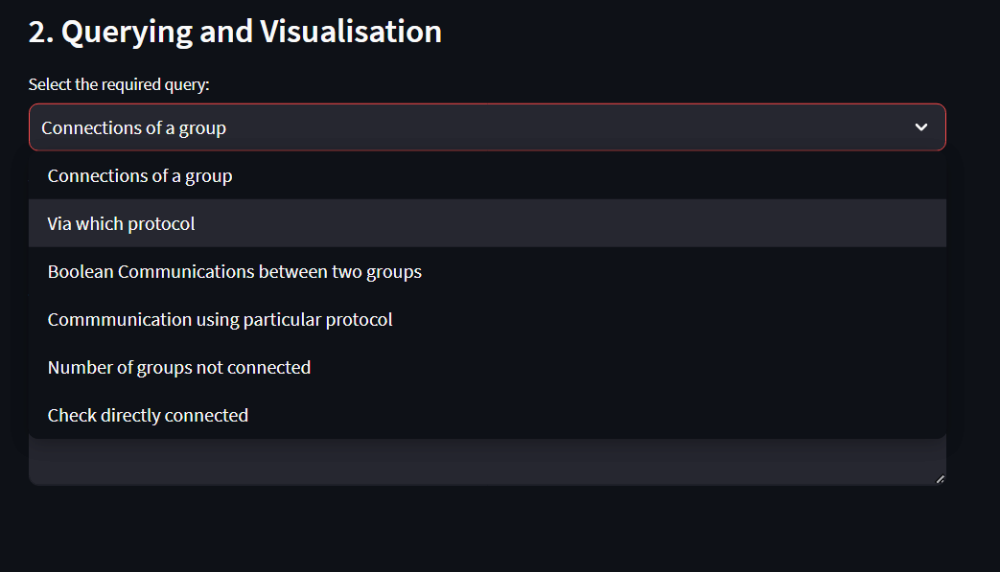 2. Querying and Visualisation
Select the required query:
Connections of a group
Connections of a group
Via which protocol
Boolean Communications between two groups
Commmunication using particular protocol
Number of groups not connected
Check directly connected